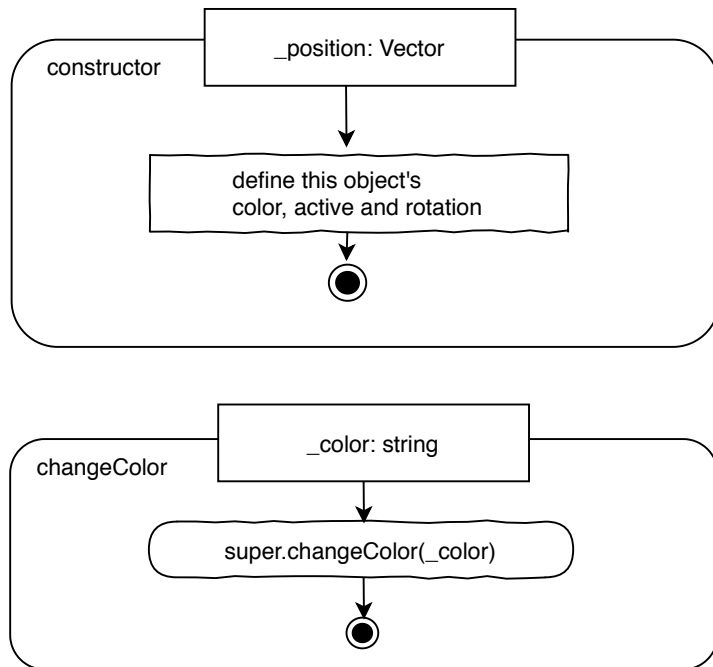 _position: Vector
constructor
define this object's
color, active and rotation
_color: string
changeColor
super.changeColor(_color)